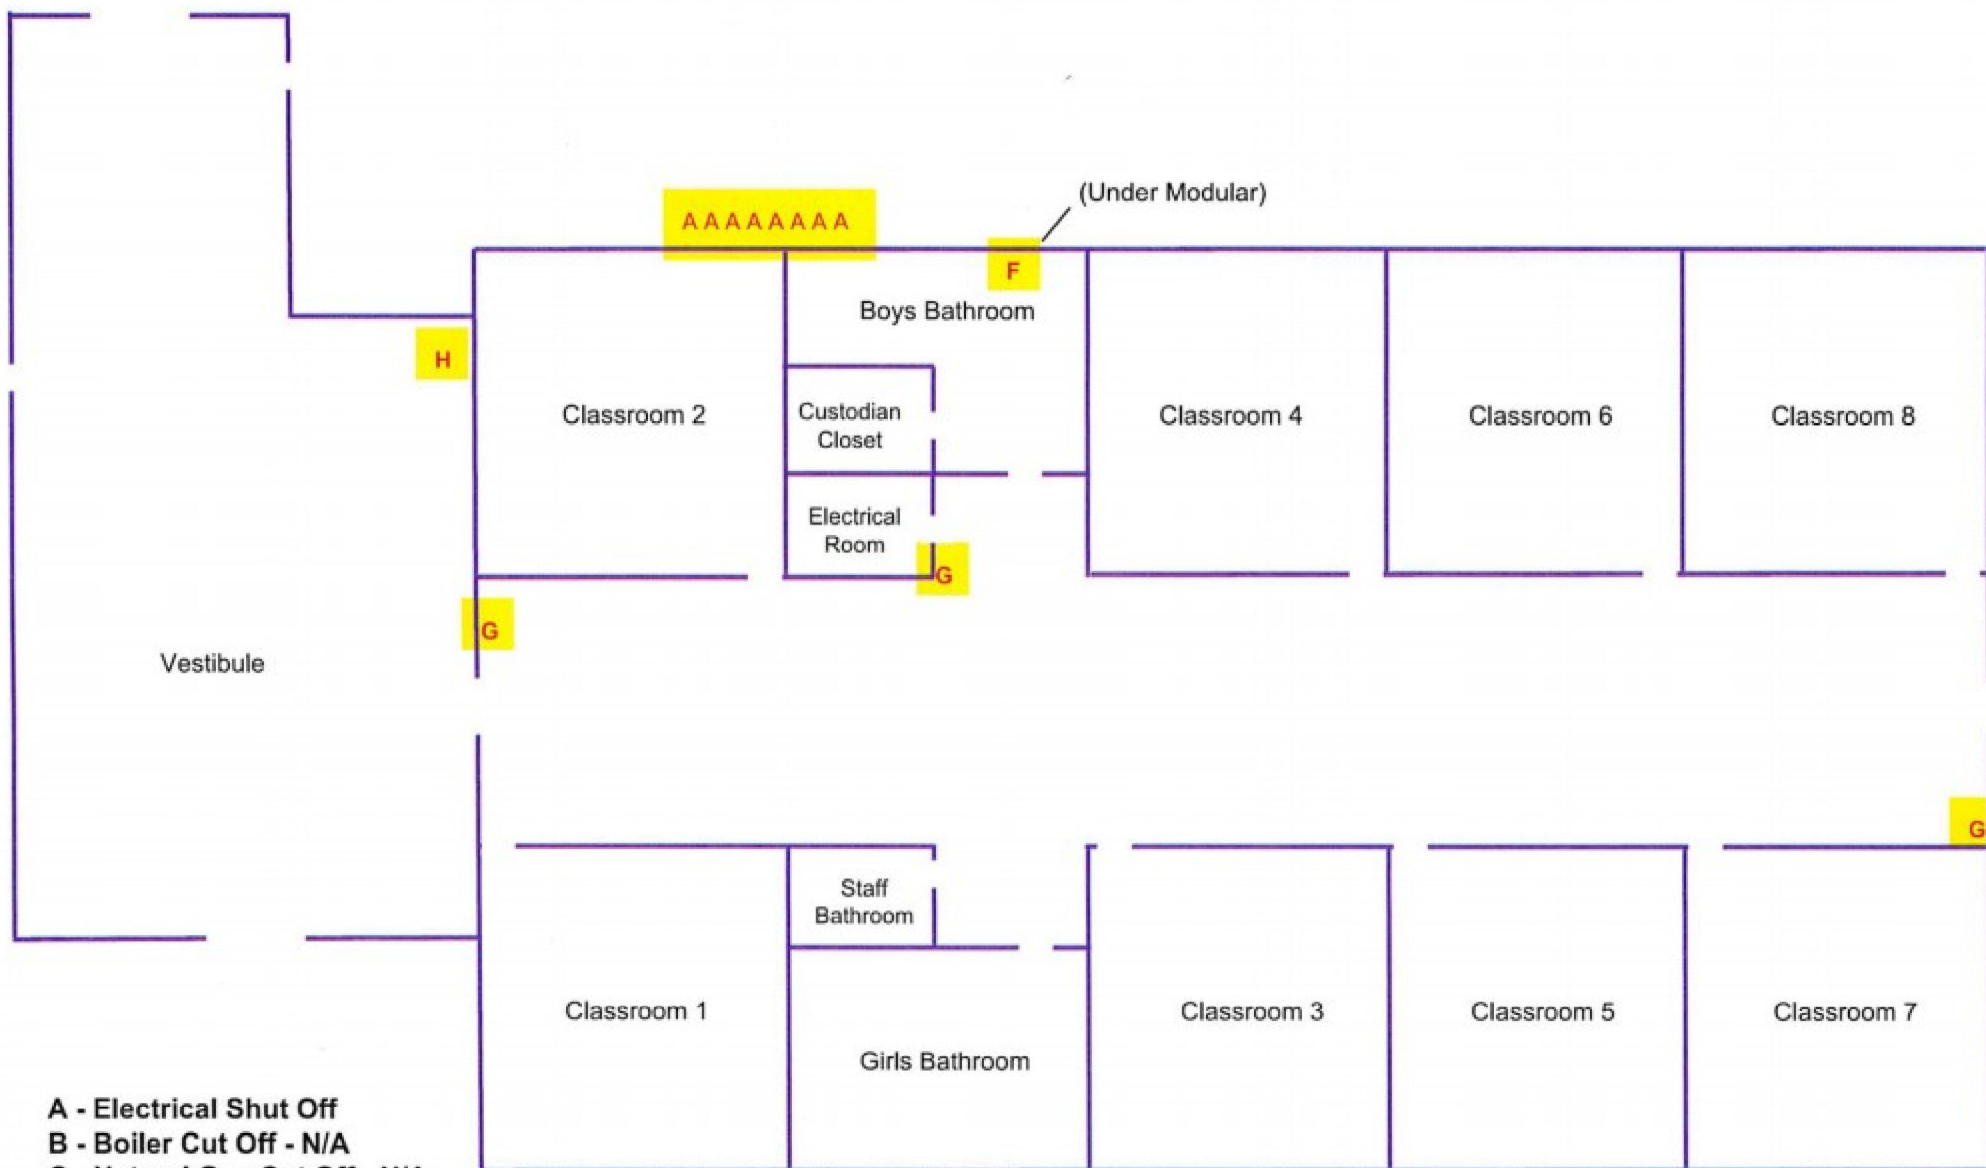 (Under Modular)
A A A A A A A A
F
Boys Bathroom
H
Classroom 2
Custodian
Closet
Classroom 4
Classroom 6
Classroom 8
Electrical
Room
G
G
Vestibule
G
Staff
Bathroom
Classroom 1
Classroom 3
Classroom 5
Classroom 7
Girls Bathroom
A - Electrical Shut Off
B - Boiler Cut Off - N/A